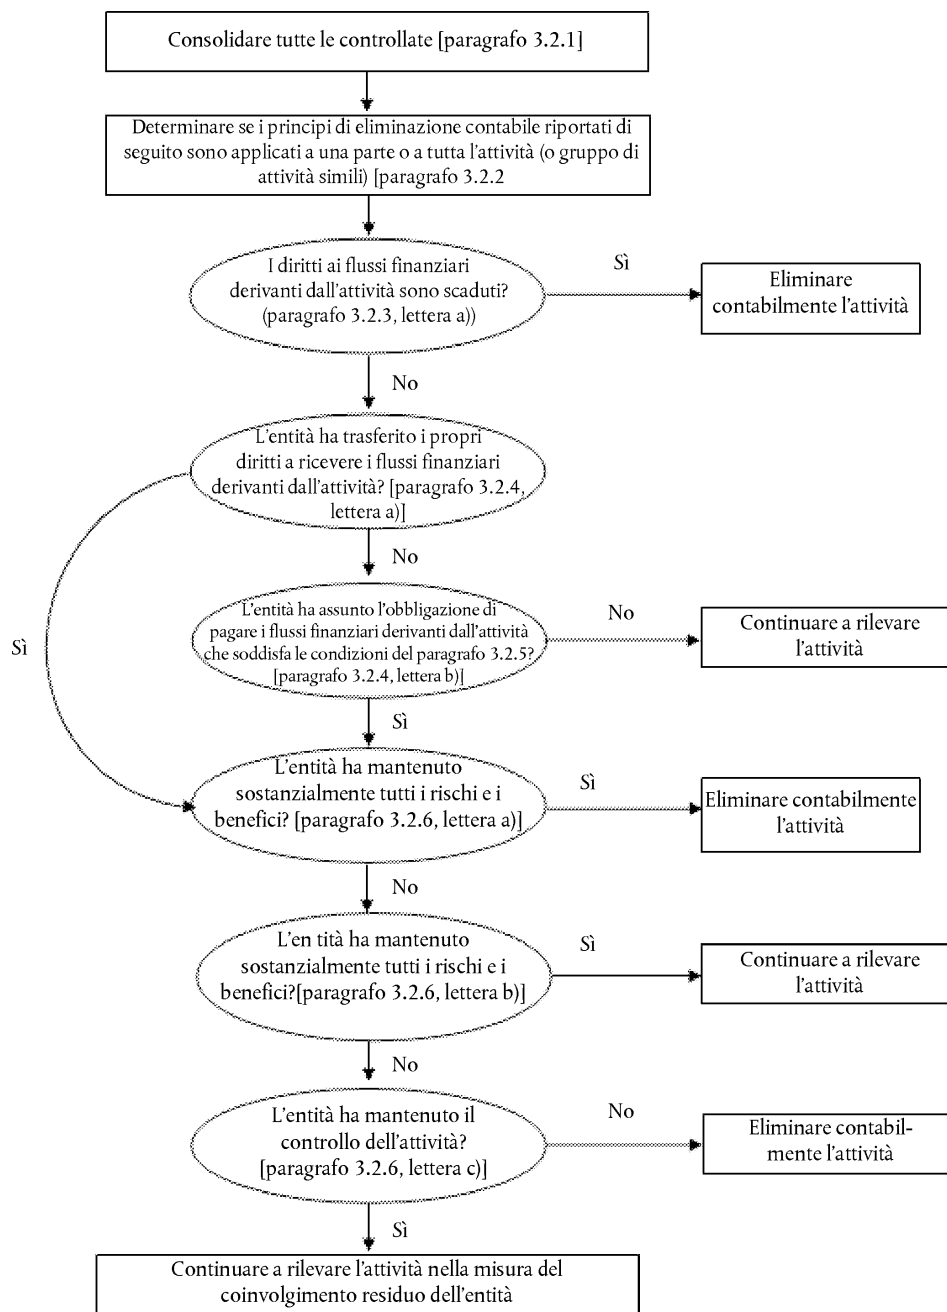 Consolidare tutte le controllate [paragrafo 3.2.1]
Determinare se i principi di eliminazione contabile riportati di
seguito sono applicati a una parte o a tutta l'attività (o gruppo di
attività simili) [paragrafo 3.2.2
I diritti ai flussi finanziari
derivanti dall'attività sono scaduti?
(paragrafo 3.2.3, lettera a))
Sì
Eliminare
contabilmente l'attività
No
L'entità ha trasferito i propri
diritti a ricevere i flussi finanziari
derivanti dall'attività? [paragrafo 3.2.4,
lettera a)]
No
Sì
L'entità ha assunto l'obbligazione di
pagare i flussi finanziari derivanti dall'attività
che soddisfa le condizioni del paragrafo 3.2.5?
[paragrafo 3.2.4, lettera b)]
No
Continuare a rilevare
l'attività
Sì
L'entità ha mantenuto
sostanzialmente tutti i rischi e i
benefici? [paragrafo 3.2.6, lettera a)]
Sì
Eliminare contabilmente
l'attività
No
L'en tità ha mantenuto
sostanzialmente tutti i rischi e i
benefici?[paragrafo 3.2.6, lettera b)]
Sì
Continuare a rilevare
l'attività
No
L'entità ha mantenuto il
controllo dell'attività?
[paragrafo 3.2.6, lettera c)]
No
Eliminare contabil-
mente l'attività
Sì
Continuare a rilevare l'attività nella misura del
coinvolgimento residuo dell'entità